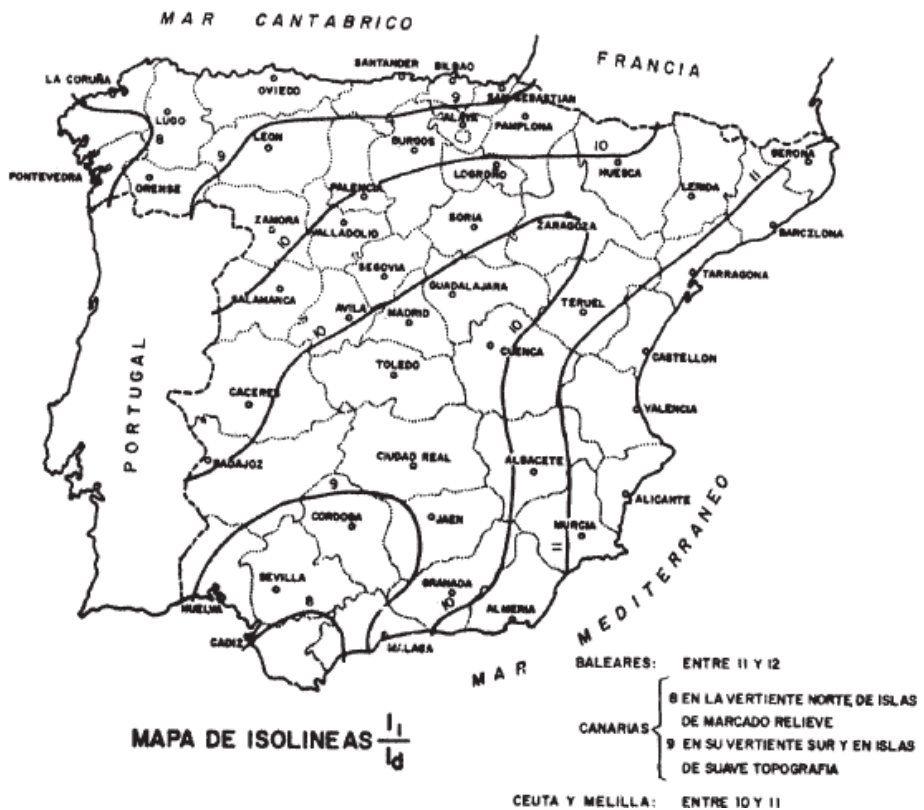 MAR CANTABRICO
FRANCIA
LA CORUÑA
OVIEDO
SANTANDER
BILBAO
SAN SEBASTIAN
LUGO
8
9
9
LEON
BURGOS
ALAVA
PAMPLONA
PONTEVEDRA
ORENSE
PALENCIA
LOGROÑO
10
HUESCA
LERIDA
11
GERONA
ZAMORA
VALLADOLID
SORIA
ZARAGOZA
BARCELONA
10
SALAMANCA
SEGOVIA
GUADALAJARA
TERUEL
TARRAGONA
AVILA
10
MADRID
10
CUENCA
CASTELLON
PORTUGAL
CACERES
TOLEDO
VALENCIA
BADAJOZ
CIUDAD REAL
ALBACETE
ALICANTE
9
CORDOBA
JAEN
MURCIA
11
SEVILLA
GRANADA
10
HUELVA
8
ALMERIA
CADIZ
MALAGA
MAR MEDITERRANEO
MAPA DE ISOLINEAS I1/Id
BALEARES: ENTRE 11 Y 12
CANARIAS
8 EN LA VERTIENTE NORTE DE ISLAS
DE MARCADO RELIEVE
9 EN SU VERTIENTE SUR Y EN ISLAS
DE SUAVE TOPOGRAFIA
CEUTA Y MELILLA: ENTRE 10 Y 11